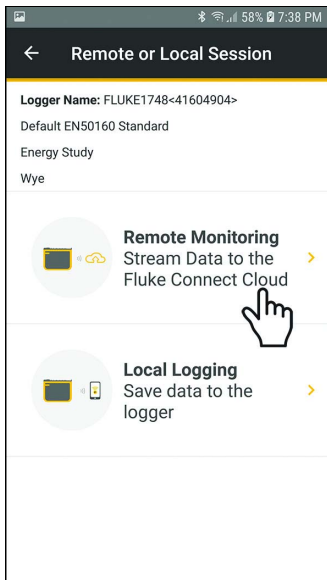 58% 7:38 PM
Remote or Local Session
Logger Name: FLUKE1748<41604904>
Default EN50160 Standard
Energy Study
Wye
Remote Monitoring
Stream Data to the
Fluke Connect Cloud
Local Logging
Save data to the
logger